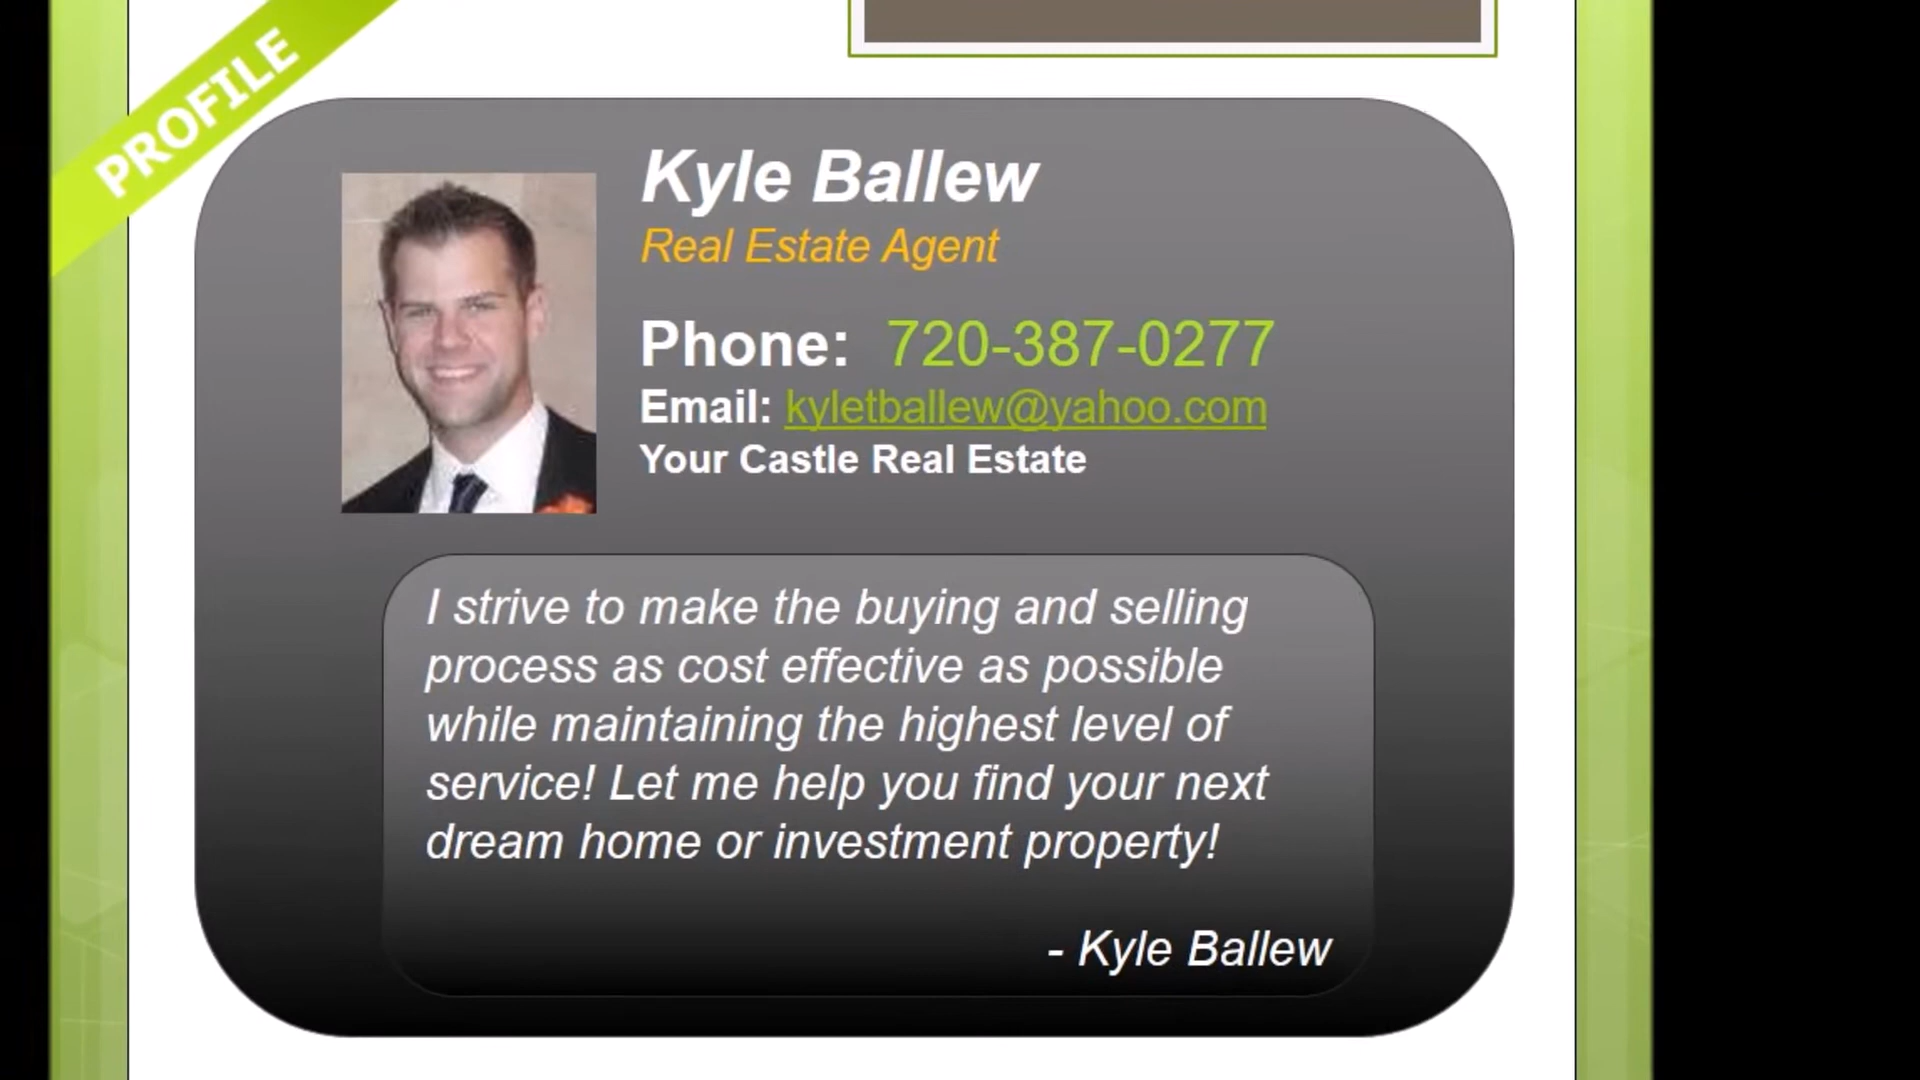 PROFILE
Kyle Ballew
Real Estate Agent
Phone: 720-387-0277
Email: kyletballew@yahoo.com
Your Castle Real Estate
I strive to make the buying and selling
process as cost effective as possible
while maintaining the highest level of
service! Let me help you find your next
dream home or investment property!
- Kyle Ballew